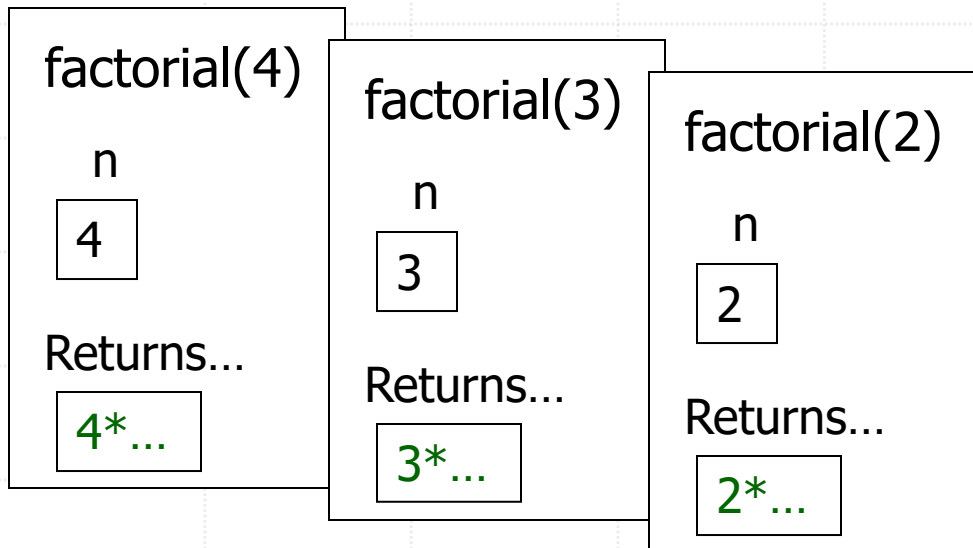 factorial(4)
n
4
Returns…
4*…
factorial(3)
n
3
Returns…
3*…
factorial(2)
n
2
Returns…
2*…